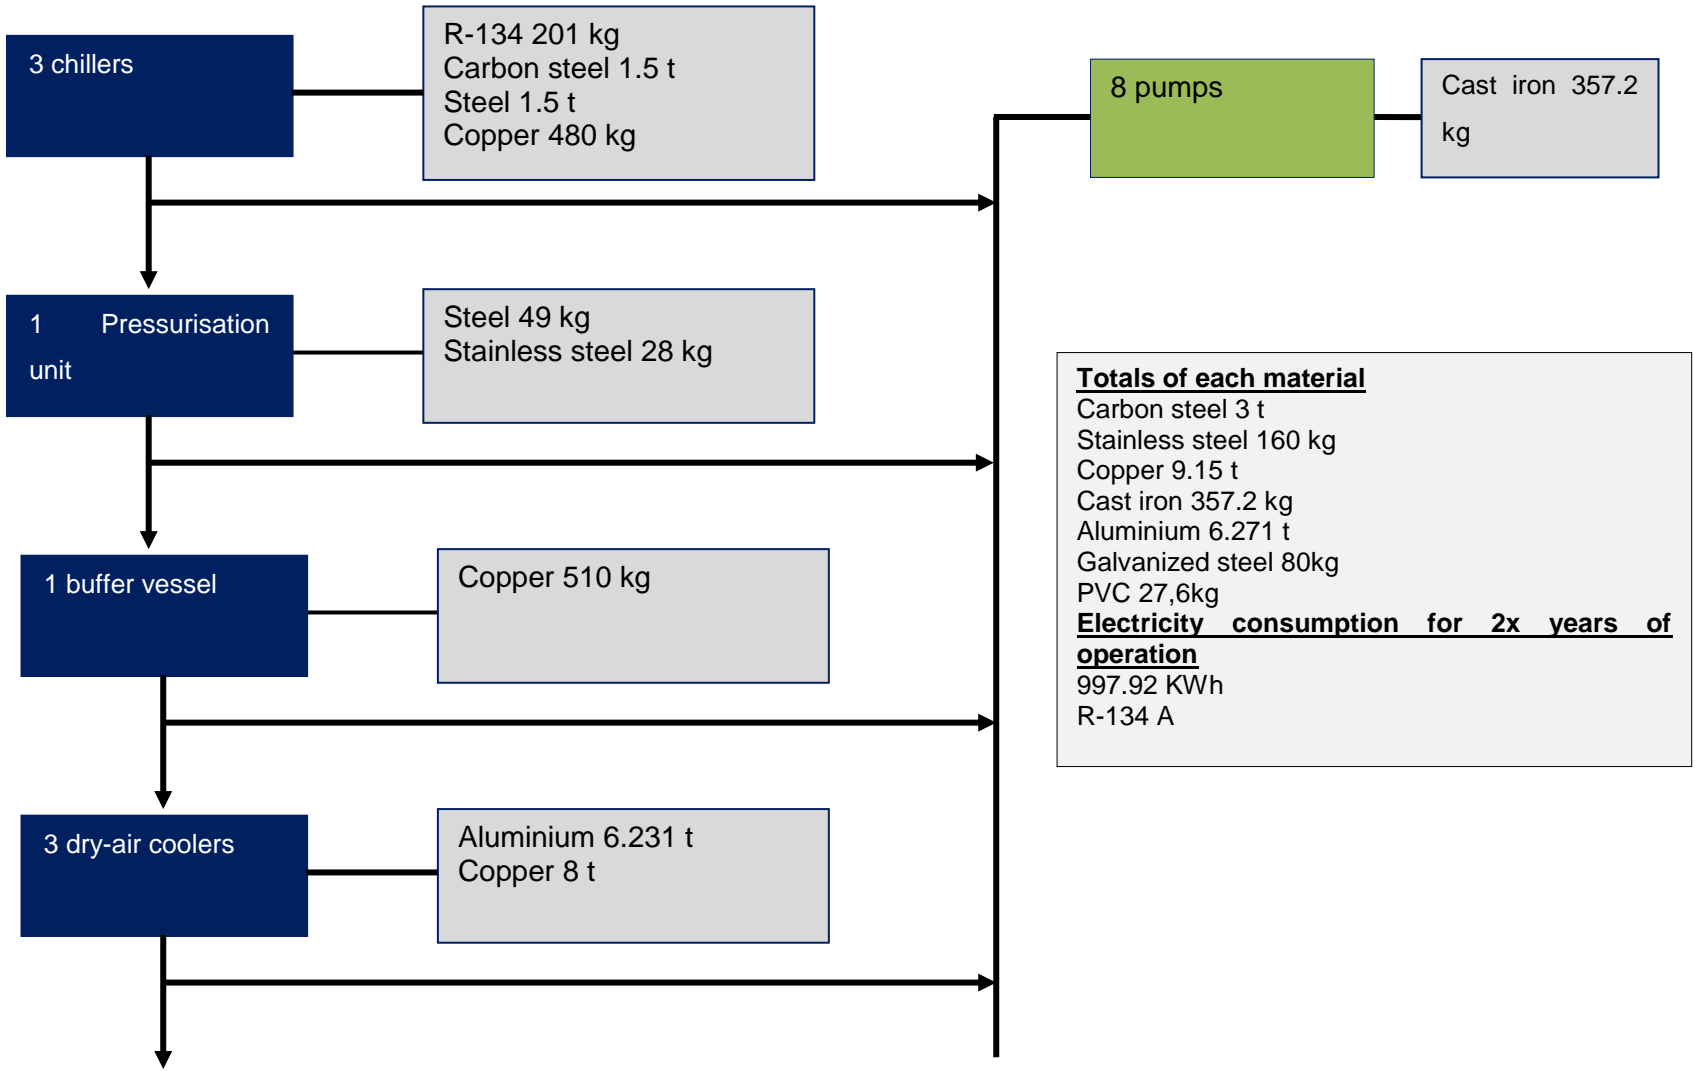 3 chillers
R-134 201 kg
Carbon steel 1.5 t
Steel 1.5 t
Copper 480 kg
8 pumps
Cast iron 357.2
kg
1 Pressurisation
unit
Steel 49 kg
Stainless steel 28 kg
Totals of each material
Carbon steel 3 t
Stainless steel 160 kg
Copper 9.15 t
Cast iron 357.2 kg
Aluminium 6.271 t
Galvanized steel 80kg
PVC 27,6kg
Electricity consumption for 2x years of
operation
997.92 KWh
R-134 A
1 buffer vessel
Copper 510 kg
3 dry-air coolers
Aluminium 6.231 t
Copper 8 t